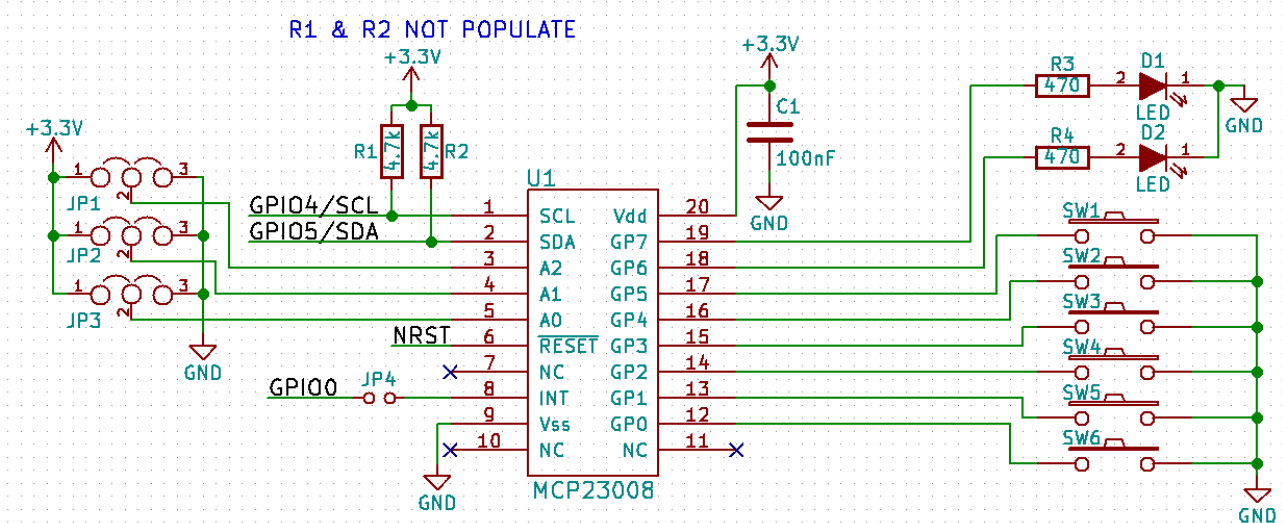 R1 & R2 NOT POPULATE
+3.3V
+3.3V
+3.3V
R3
470
2
D1
1
LED
GND
C1
100nF
GND
R4
470
2
D2
1
LED
R1
4.7k
4.7k
R2
1
3
2
JP1
1
3
2
JP2
1
3
2
JP3
GND
U1
GPIO4/SCL
1
SCL
Vdd
20
GPIO5/SDA
2
SDA
GP7
19
3
A2
GP6
18
4
A1
GP5
17
5
A0
GP4
16
NRST
6
RESET
GP3
15
7
NC
GP2
14
GPIO0
JP4
8
INT
GP1
13
9
Vss
GP0
12
10
NC
NC
11
GND
MCP23008
SW1
SW2
SW3
SW4
SW5
SW6
GND